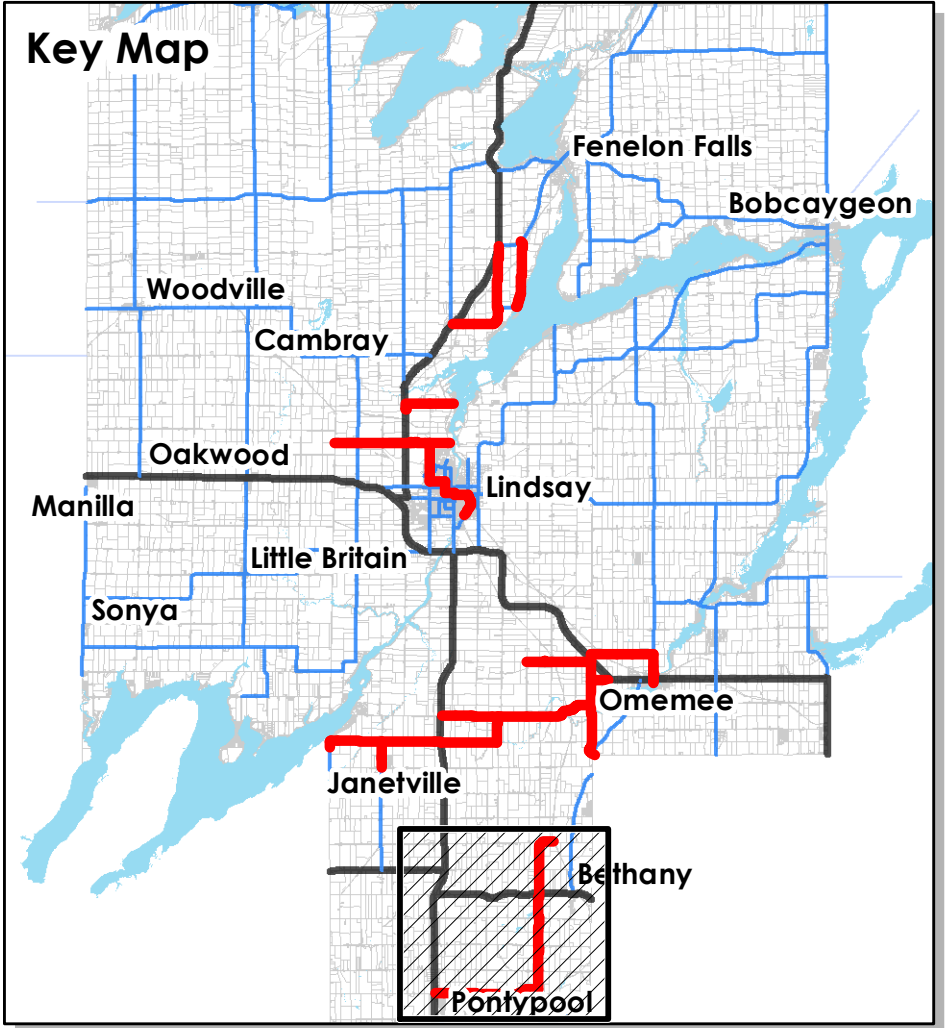 Key Map
Fenelon Falls
Bobcaygeon
Woodville
Cambray
Oakwood
Lindsay
Manilla
Little Britain
Sonya
Omemee
Janetville
Bethany
Pontypool